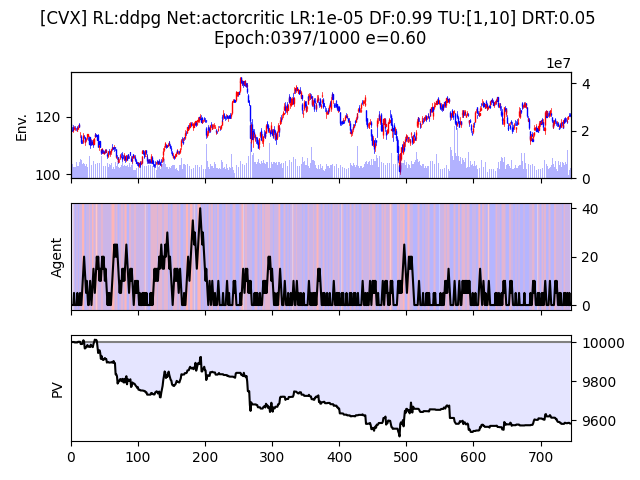 [CVX] RL:ddpg Net:actorcritic LR:1e-05 DF:0.99 TU:[1,10] DRT:0.05
Epoch:0397/1000 e=0.60
1e7
Env.
120
100
4
2
0
Agent
40
20
0
PV
10000
9800
9600
0 100 200 300 400 500 600 700